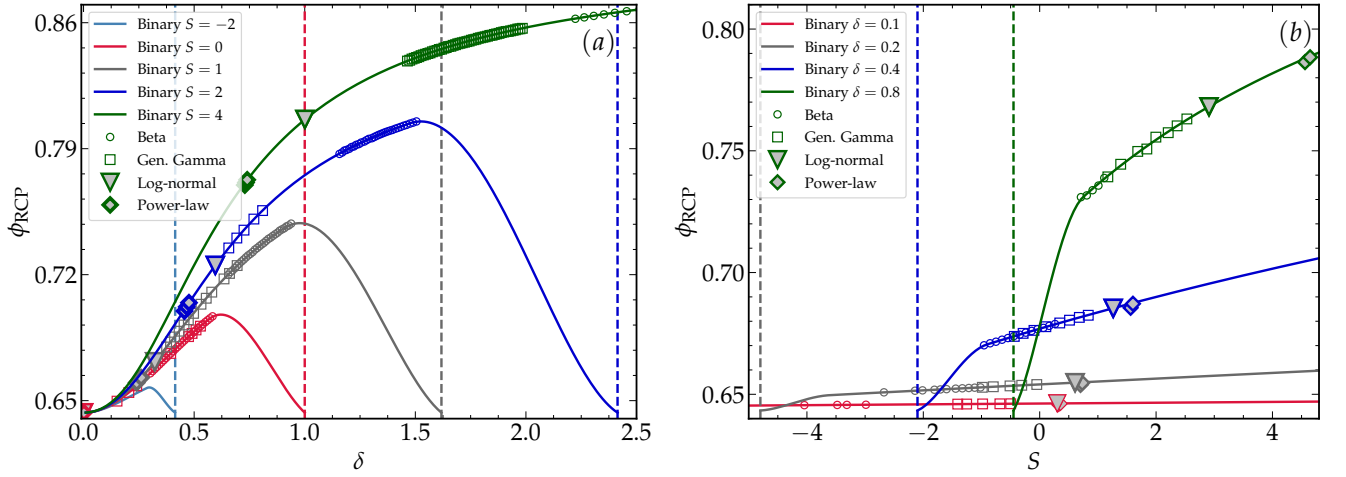 0.86
0.79
0.72
0.65
ϕRCP
0.0
0.5
1.0
1.5
2.0
2.5
δ
(a)
Binary S = −2
Binary S = 0
Binary S = 1
Binary S = 2
Binary S = 4
Beta
Gen. Gamma
Log-normal
Power-law
0.80
0.75
0.70
0.65
ϕRCP
−4
−2
0
2
4
S
(b)
Binary δ = 0.1
Binary δ = 0.2
Binary δ = 0.4
Binary δ = 0.8
Beta
Gen. Gamma
Log-normal
Power-law